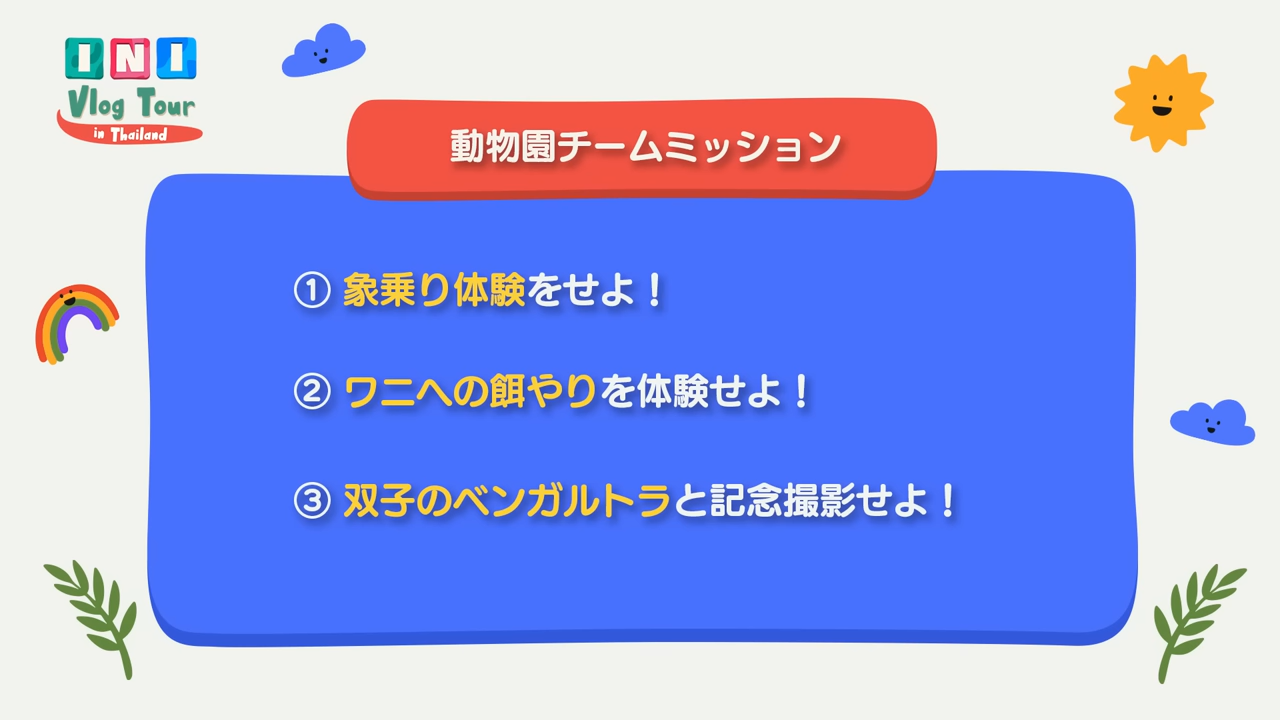 INI
Vlog Tour
in Thailand
動物園チームミッション
① 象乗り体験をせよ！
② ワニへの餌やりを体験せよ！
③ 双子のベンガルトラと記念撮影せよ！